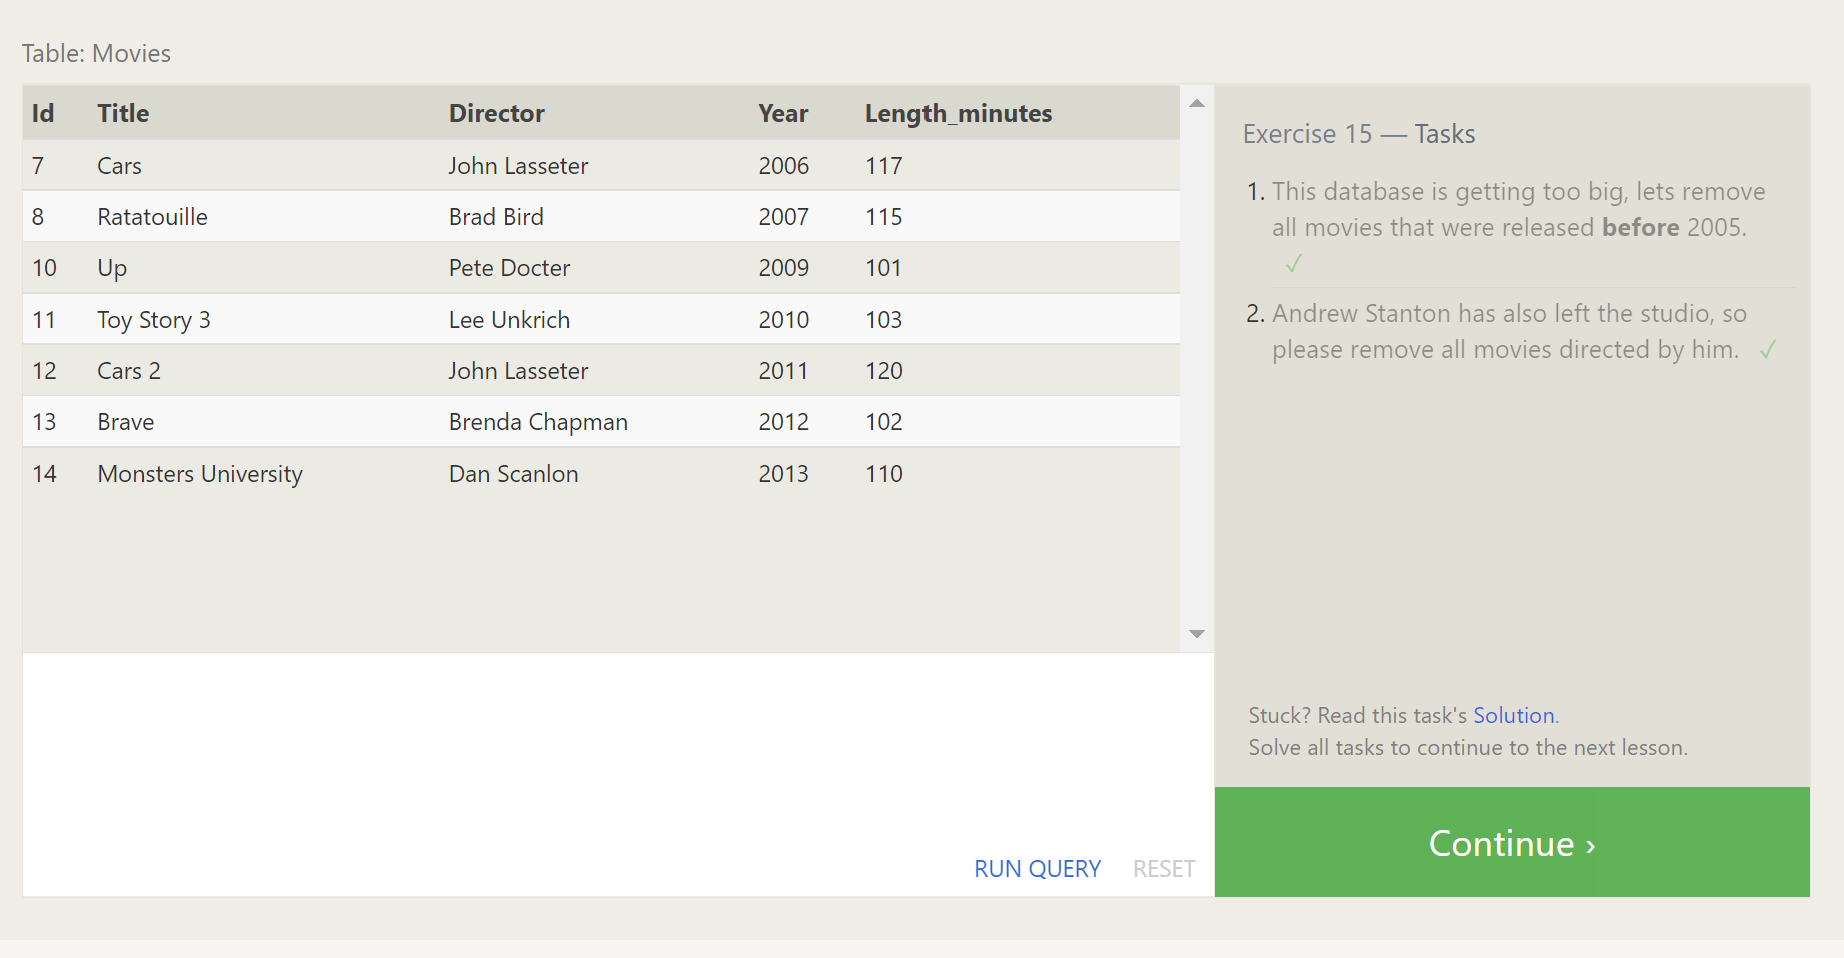 Table: Movies
Id Title Director Year Length_minutes
7 Cars John Lasseter 2006 117
8 Ratatouille Brad Bird 2007 115
10 Up Pete Docter 2009 101
11 Toy Story 3 Lee Unkrich 2010 103
12 Cars 2 John Lasseter 2011 120
13 Brave Brenda Chapman 2012 102
14 Monsters University Dan Scanlon 2013 110
RUN QUERY RESET
Exercise 15 — Tasks
1. This database is getting too big, lets remove
all movies that were released before 2005.
✓
2. Andrew Stanton has also left the studio, so
please remove all movies directed by him. ✓
Stuck? Read this task's Solution.
Solve all tasks to continue to the next lesson.
Continue ›